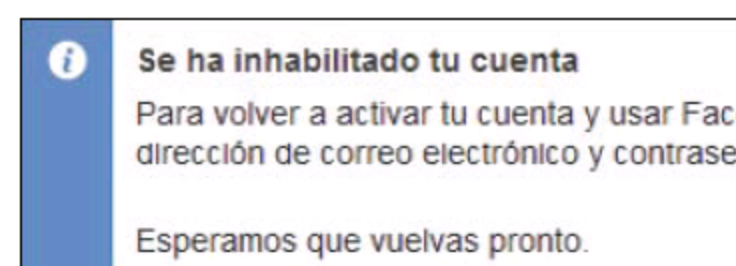 Se ha inhabilitado tu cuenta
Para volver a activar tu cuenta y usar Fac
dirección de correo electrónico y contrase
Esperamos que vuelvas pronto.